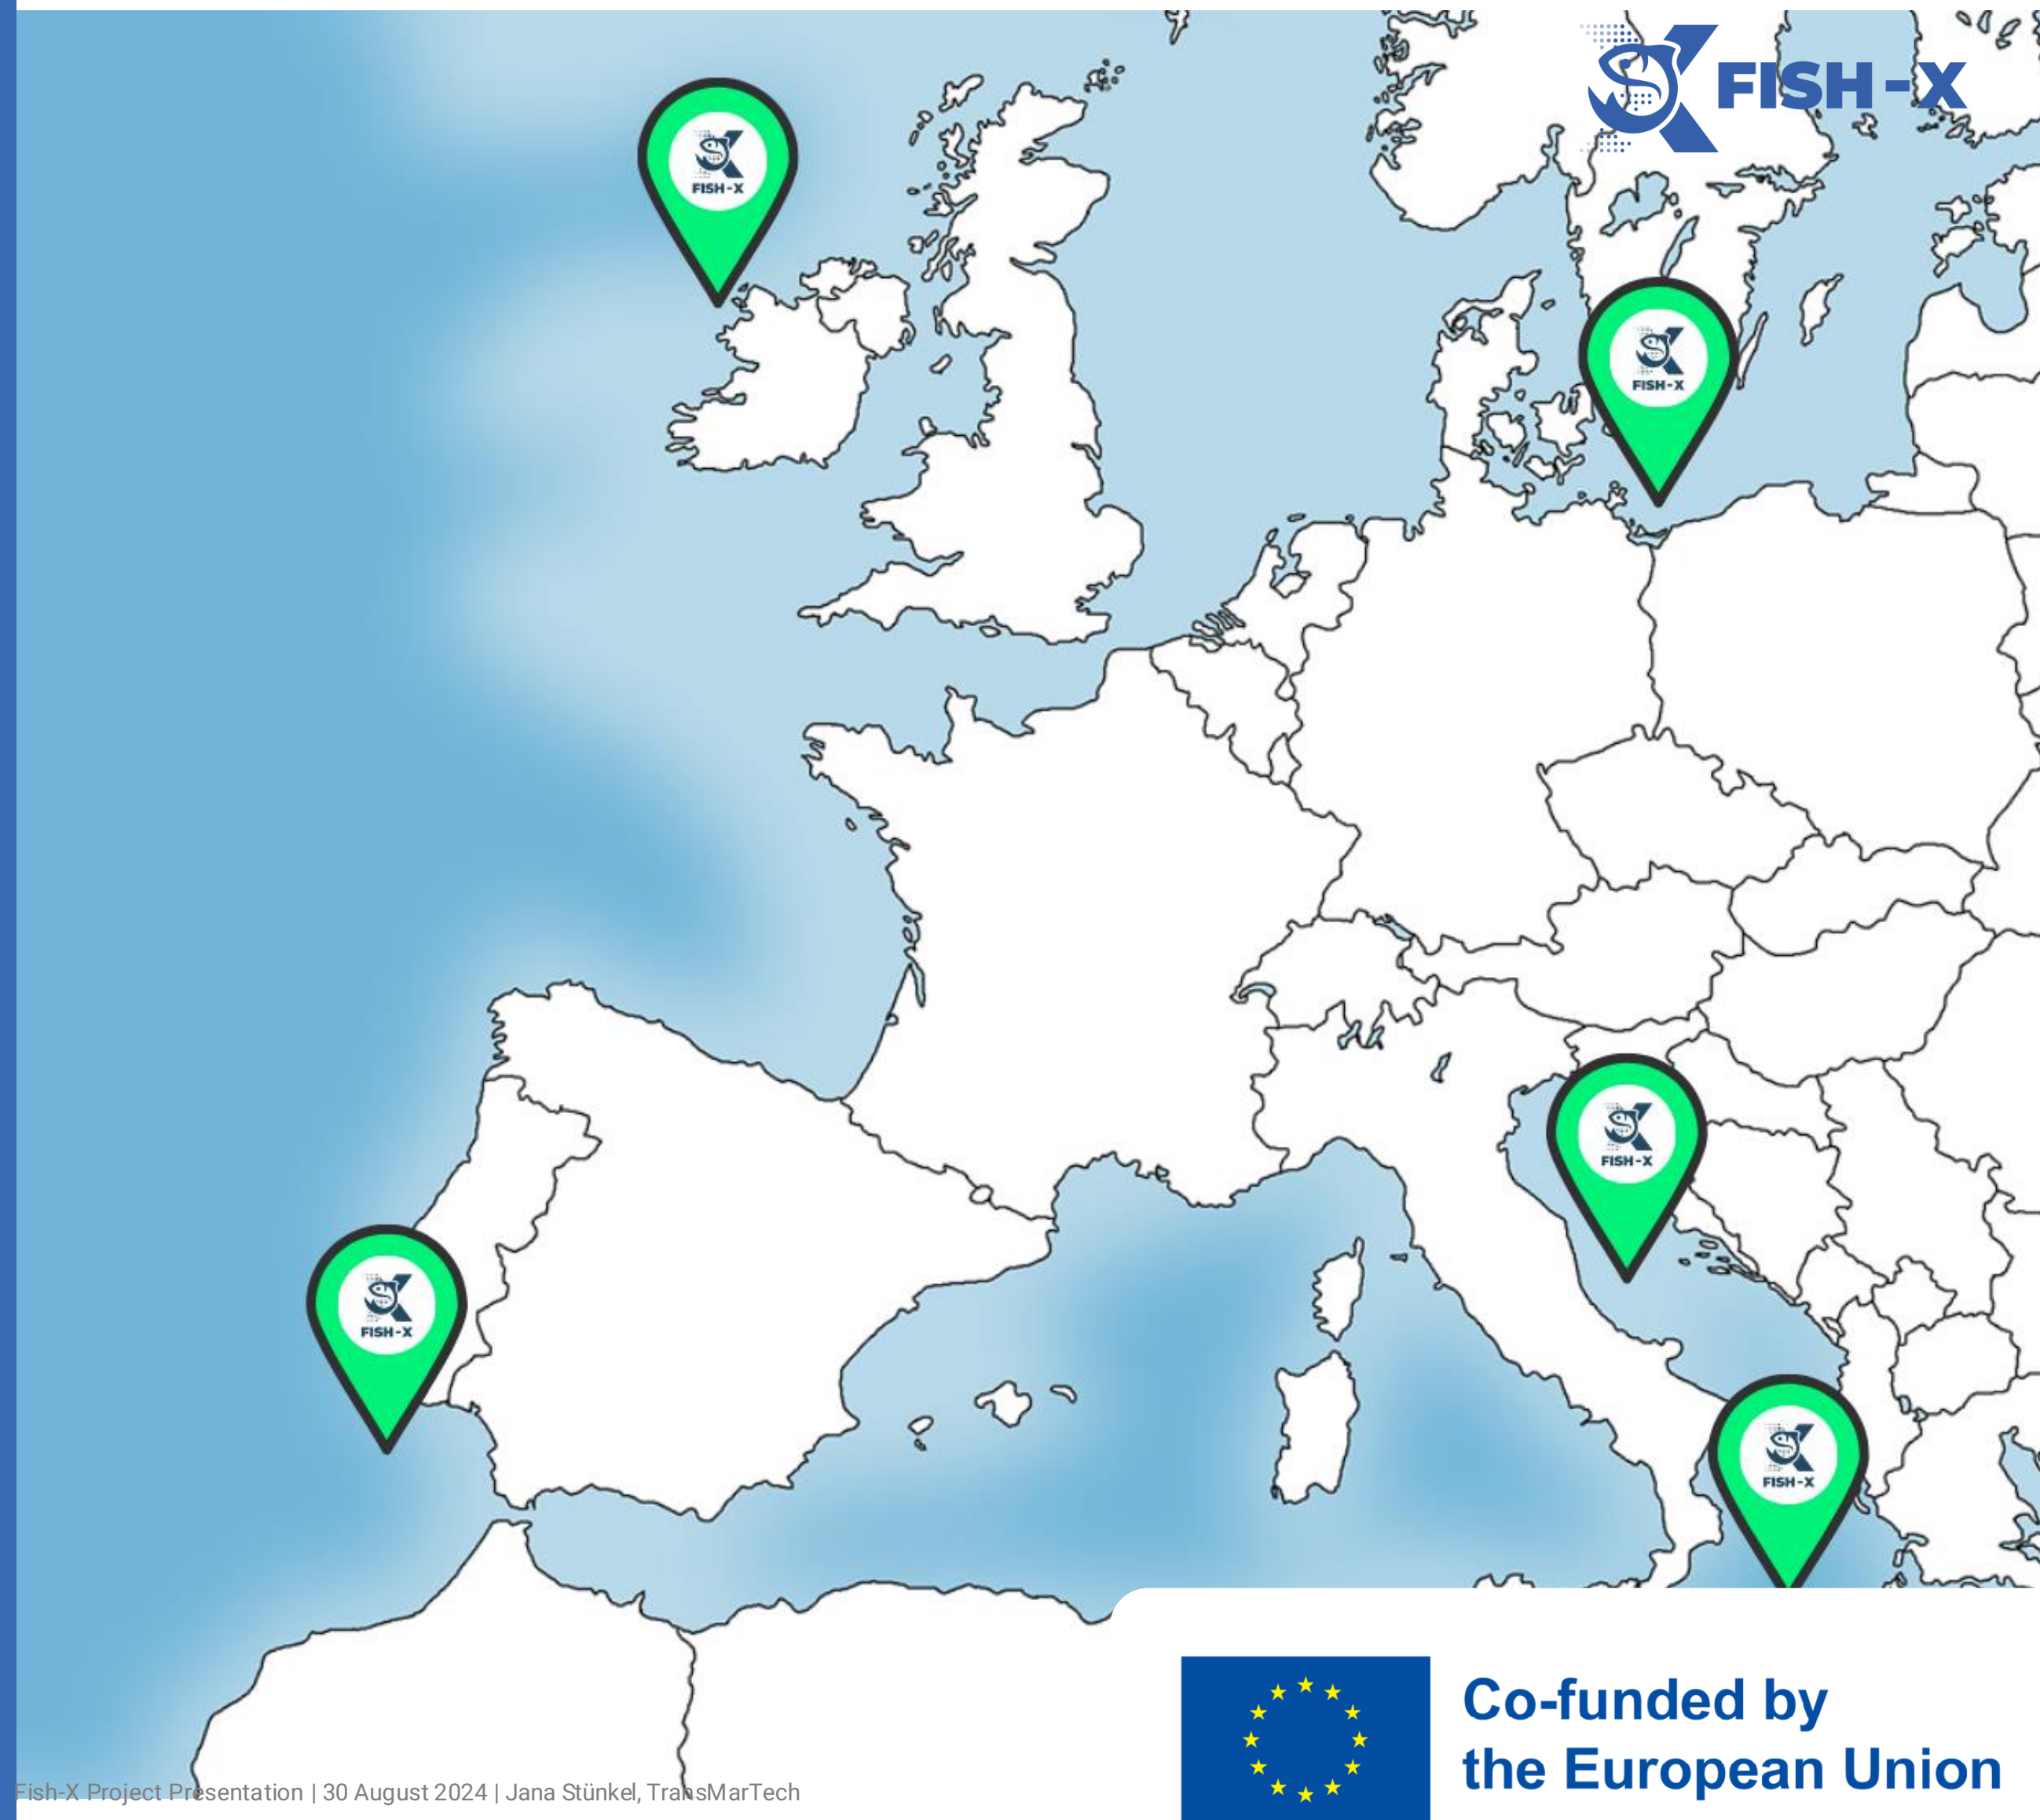 FISH-X
FISH-X
FISH-X
FISH-X
FISH-X
FISH-X
Co-funded by
the European Union
Fish-X Project Presentation | 30 August 2024 | Jana Stünkel, TransMarTech